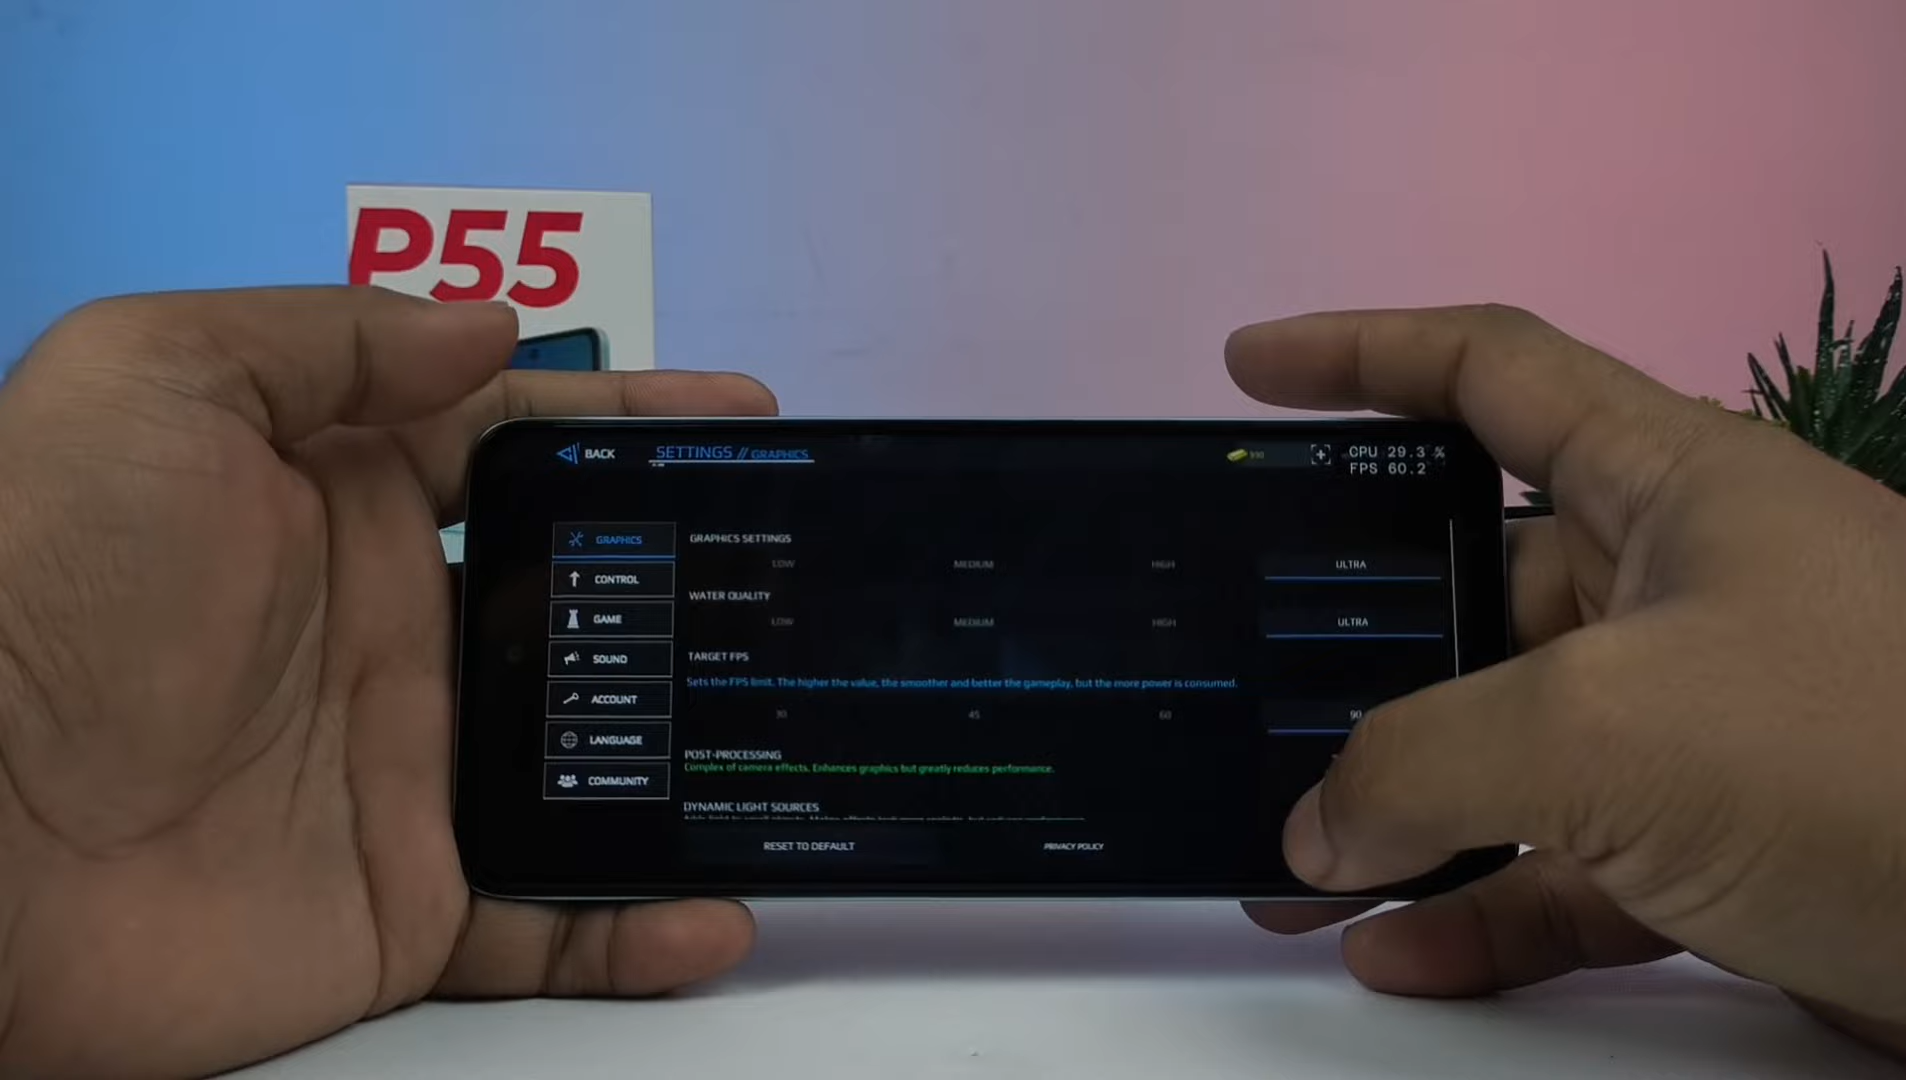 P55
BACK
SETTINGS // GRAPHICS
CPU 29.3 %
FPS 60.2
GRAPHICS
CONTROL
GAME
SOUND
ACCOUNT
LANGUAGE
COMMUNITY
GRAPHICS SETTINGS
LOW MEDIUM HIGH ULTRA
WATER QUALITY
LOW MEDIUM HIGH ULTRA
TARGET FPS
Sets the FPS limit. The higher the value, the smoother and better the gameplay, but the more power is consumed.
30 45 60 90
POST-PROCESSING
Complex of camera effects. Enhances graphics but greatly reduces performance.
DYNAMIC LIGHT SOURCES
RESET TO DEFAULT
PRIVACY POLICY